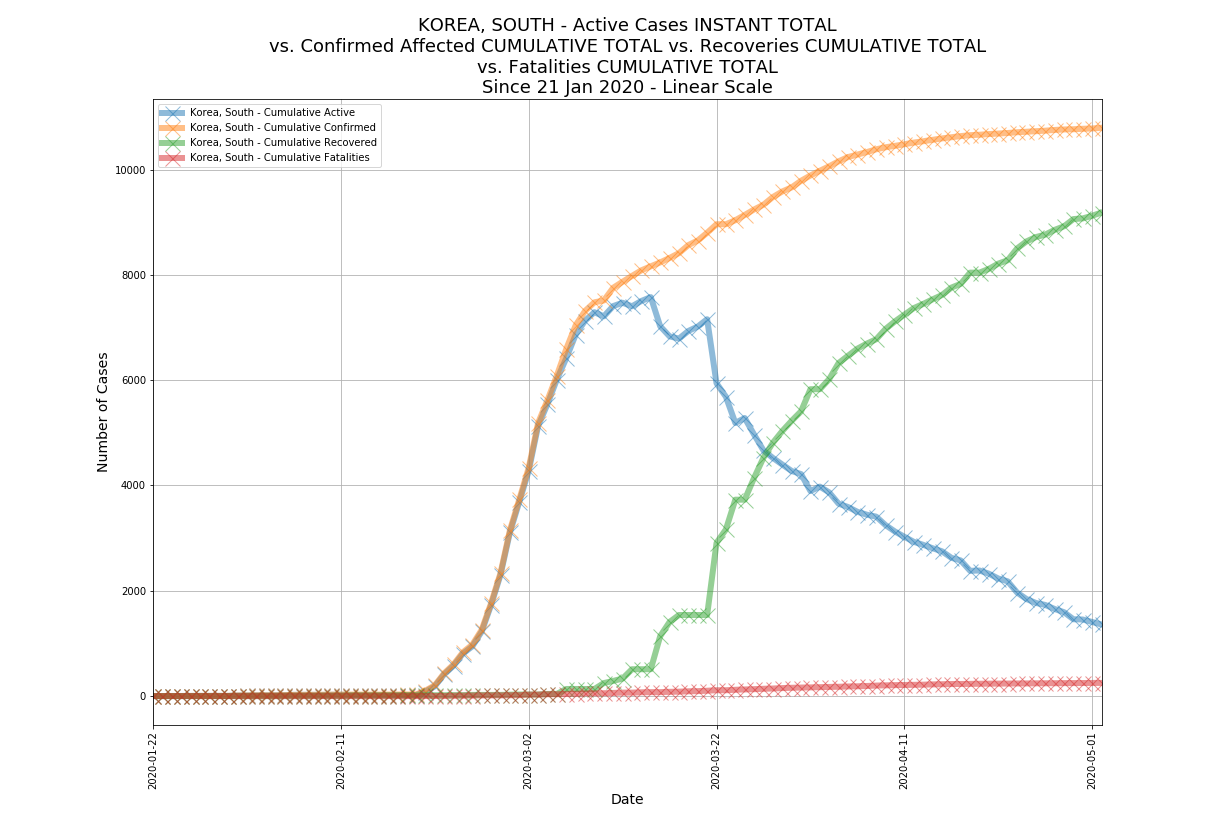 KOREA, SOUTH - Active Cases INSTANT TOTAL
vs. Confirmed Affected CUMULATIVE TOTAL vs. Recoveries CUMULATIVE TOTAL
vs. Fatalities CUMULATIVE TOTAL
Since 21 Jan 2020 - Linear Scale
Korea, South - Cumulative Active
Korea, South - Cumulative Confirmed
Korea, South - Cumulative Recovered
Korea, South - Cumulative Fatalities
Number of Cases
10000
8000
6000
4000
2000
0
2020-01-22
2020-02-11
2020-03-02
2020-03-22
2020-04-11
2020-05-01
Date